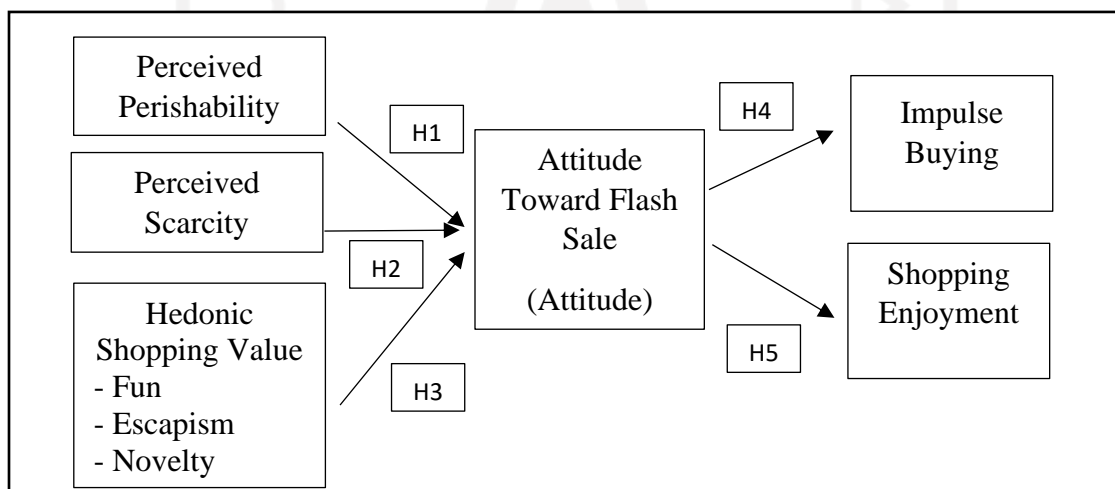 Perceived
Perishability
H1
Perceived
Scarcity
H2
Hedonic
Shopping Value
- Fun
- Escapism
- Novelty
H3
Attitude
Toward Flash
Sale
(Attitude)
H4
Impulse
Buying
H5
Shopping
Enjoyment